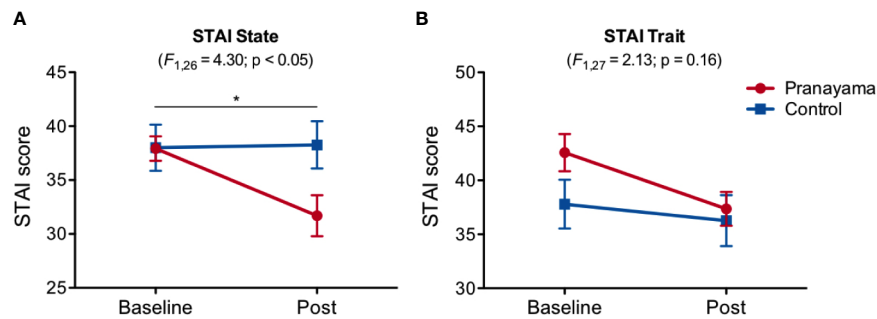 A
STAI State
(F1,26 = 4.30; p < 0.05)
45
40
35
30
25
STAI score
*
Baseline
Post
B
STAI Trait
(F1,27 = 2.13; p = 0.16)
50
45
40
35
30
STAI score
Baseline
Post
Pranayama
Control